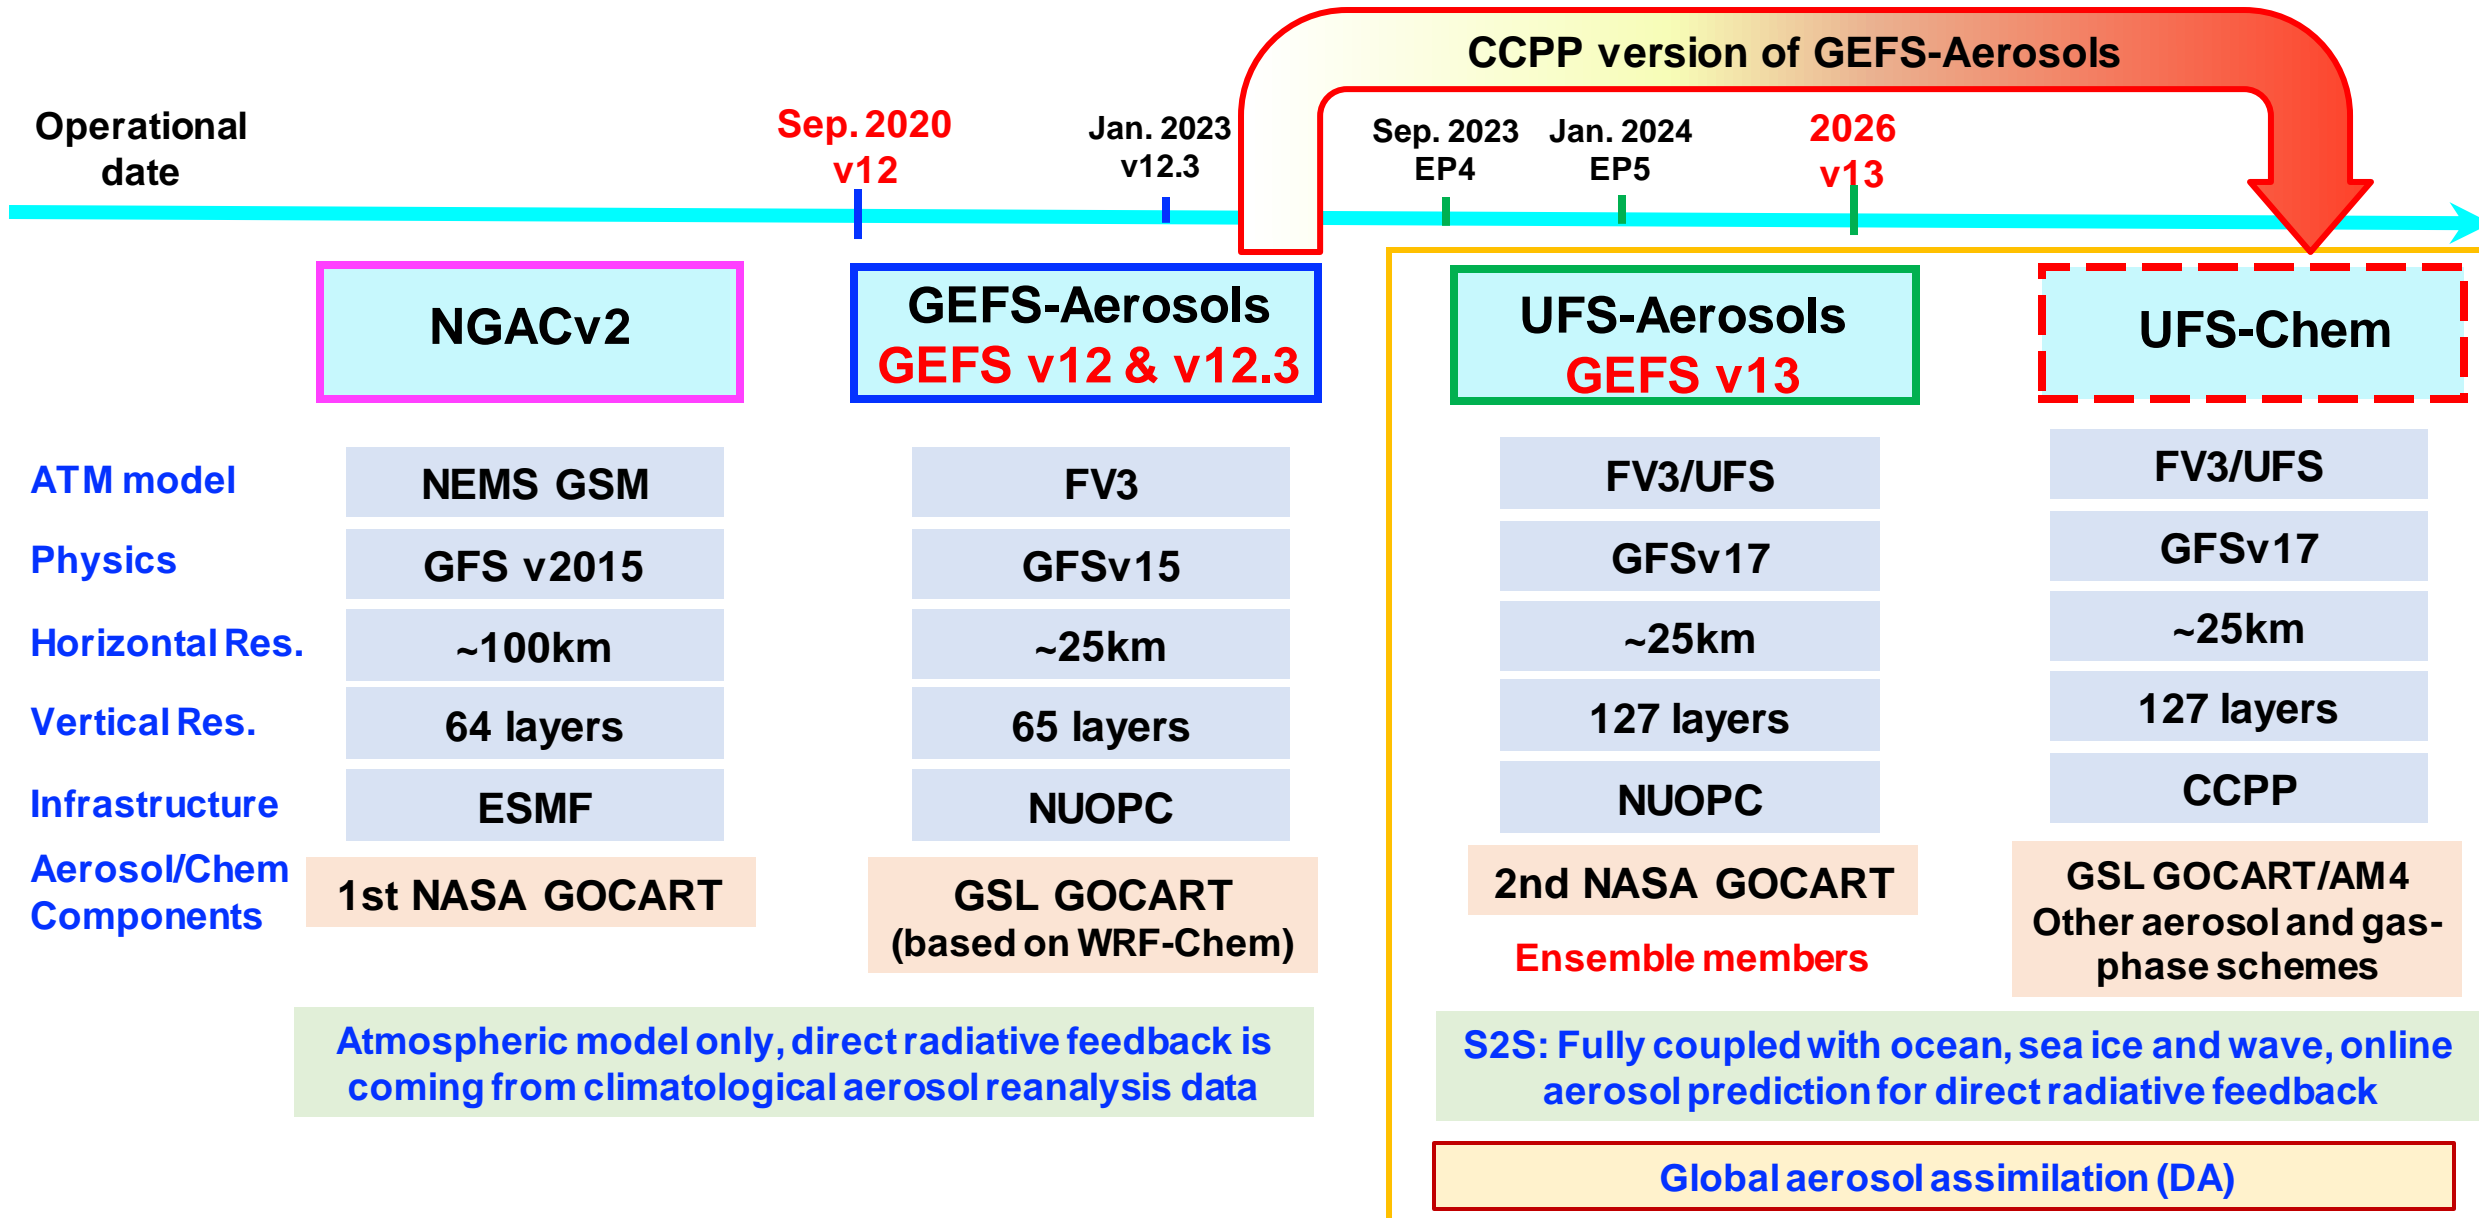 CCPP version of GEFS-Aerosols
Operational
date
Sep. 2020
v12
Jan. 2023
v12.3
Sep. 2023
EP4
Jan. 2024
EP5
2026
v13
NGACv2
GEFS-Aerosols
GEFS v12 & v12.3
UFS-Aerosols
GEFS v13
UFS-Chem
ATM model
NEMS GSM
FV3
FV3/UFS
FV3/UFS
Physics
GFS v2015
GFSv15
GFSv17
GFSv17
Horizontal Res.
~100km
~25km
~25km
~25km
Vertical Res.
64 layers
65 layers
127 layers
127 layers
Infrastructure
ESMF
NUOPC
NUOPC
CCPP
Aerosol/Chem
Components
1st NASA GOCART
GSL GOCART
(based on WRF-Chem)
2nd NASA GOCART
Ensemble members
GSL GOCART/AM4
Other aerosol and gas-
phase schemes
Atmospheric model only, direct radiative feedback is
coming from climatological aerosol reanalysis data
S2S: Fully coupled with ocean, sea ice and wave, online
aerosol prediction for direct radiative feedback
Global aerosol assimilation (DA)